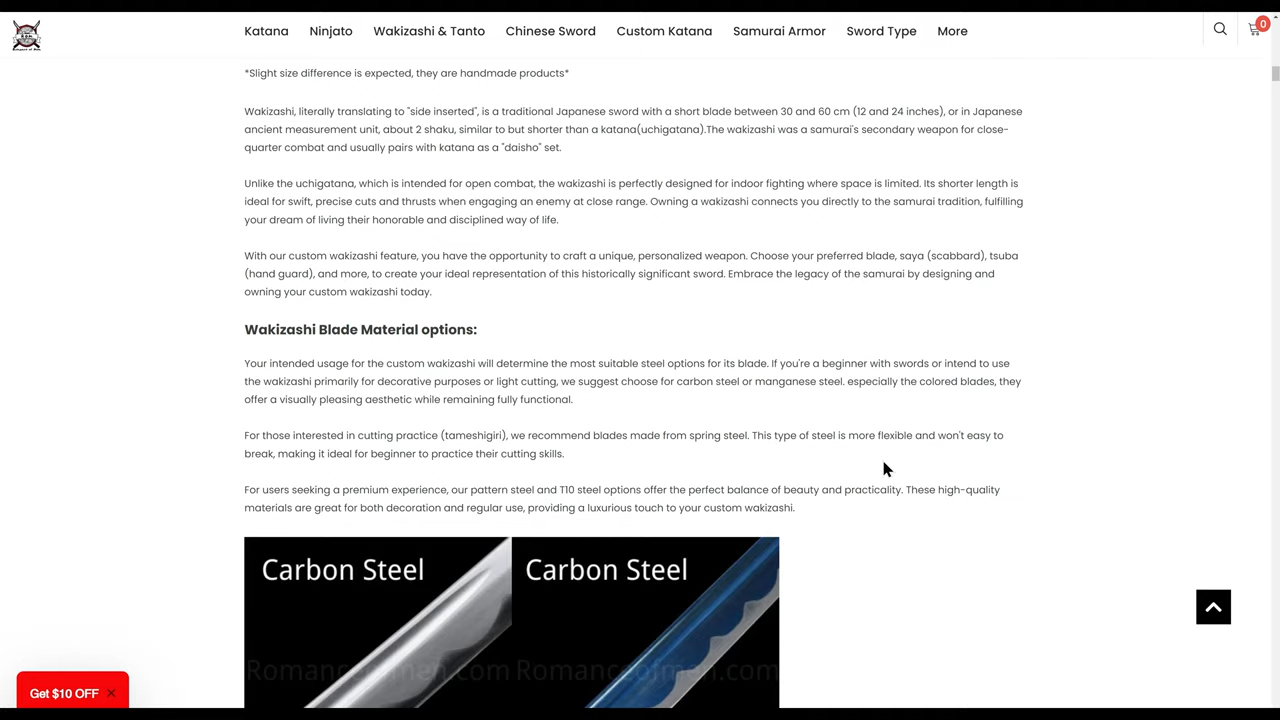 Katana Ninjato Wakizashi & Tanto Chinese Sword Custom Katana Samurai Armor Sword Type More
0
*Slight size difference is expected, they are handmade products*
Wakizashi, literally translating to "side inserted", is a traditional Japanese sword with a short blade between 30 and 60 cm (12 and 24 inches), or in Japanese
ancient measurement unit, about 2 shaku, similar to but shorter than a katana(uchigatana).The wakizashi was a samurai's secondary weapon for close-
quarter combat and usually pairs with katana as a "daisho" set.
Unlike the uchigatana, which is intended for open combat, the wakizashi is perfectly designed for indoor fighting where space is limited. Its shorter length is
ideal for swift, precise cuts and thrusts when engaging an enemy at close range. Owning a wakizashi connects you directly to the samurai tradition, fulfilling
your dream of living their honorable and disciplined way of life.
With our custom wakizashi feature, you have the opportunity to craft a unique, personalized weapon. Choose your preferred blade, saya (scabbard), tsuba
(hand guard), and more, to create your ideal representation of this historically significant sword. Embrace the legacy of the samurai by designing and
owning your custom wakizashi today.
Wakizashi Blade Material options:
Your intended usage for the custom wakizashi will determine the most suitable steel options for its blade. If you're a beginner with swords or intend to use
the wakizashi primarily for decorative purposes or light cutting, we suggest choose for carbon steel or manganese steel. especially the colored blades, they
offer a visually pleasing aesthetic while remaining fully functional.
For those interested in cutting practice (tameshigiri), we recommend blades made from spring steel. This type of steel is more flexible and won't easy to
break, making it ideal for beginner to practice their cutting skills.
For users seeking a premium experience, our pattern steel and T10 steel options offer the perfect balance of beauty and practicality. These high-quality
materials are great for both decoration and regular use, providing a luxurious touch to your custom wakizashi.
Carbon Steel Carbon Steel
Romanceofmen.com Romanceofmen.com
Get $10 OFF ×